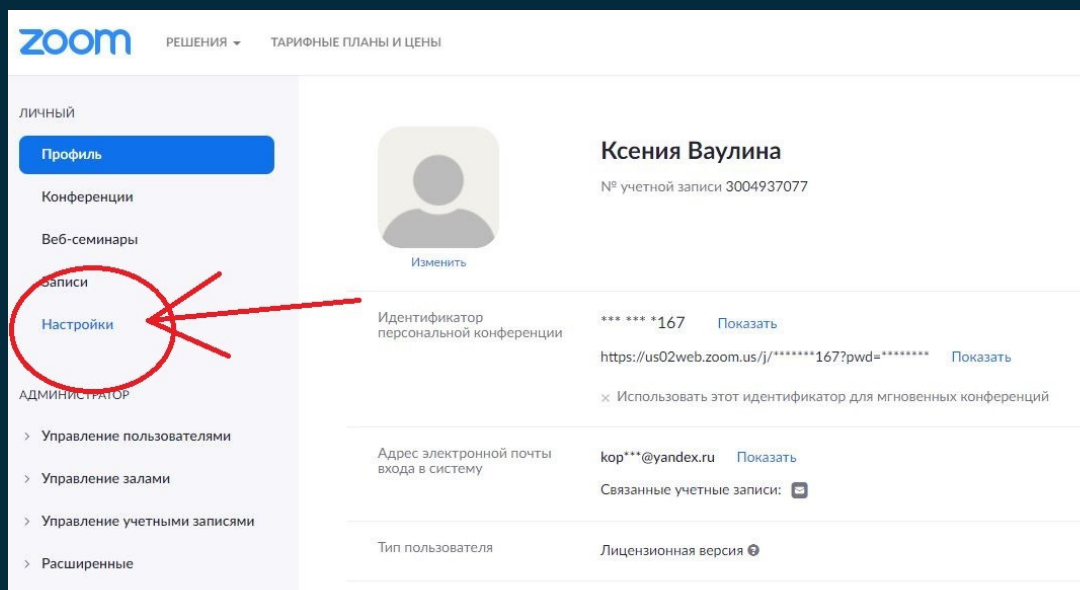 zoom
РЕШЕНИЯ
ТАРИФНЫЕ ПЛАНЫ И ЦЕНЫ
ЛИЧНЫЙ
Профиль
Конференции
Веб-семинары
Записи
Настройки
АДМИНИСТРАТОР
Управление пользователями
Управление залами
Управление учетными записями
Расширенные
Изменить
Ксения Ваулина
№ учетной записи 3004937077
Идентификатор
персональной конференции
*** *** *167 Показать
https://us02web.zoom.us/j/*******167?pwd=******** Показать
× Использовать этот идентификатор для мгновенных конференций
Адрес электронной почты
входа в систему
kop***@yandex.ru Показать
Связанные учетные записи:
Тип пользователя
Лицензионная версия